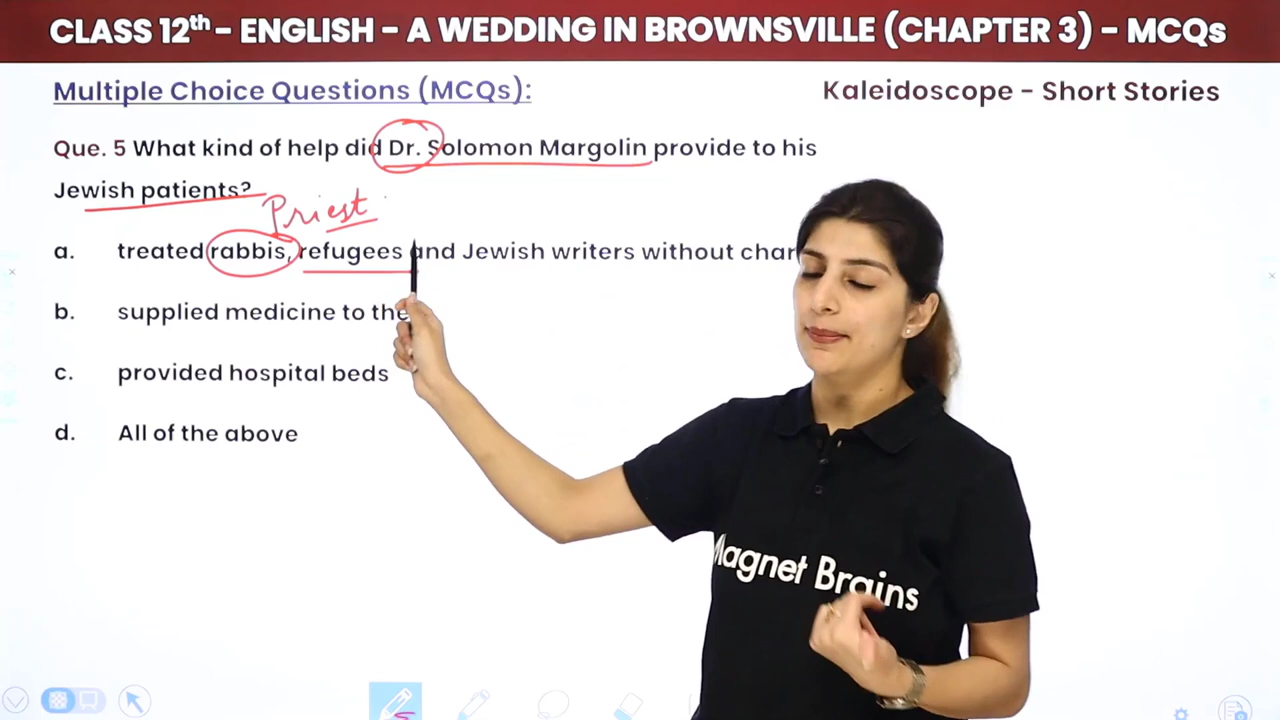 CLASS 12th – ENGLISH – A WEDDING IN BROWNSVILLE (CHAPTER 3) – MCQs
Multiple Choice Questions (MCQs):
Kaleidoscope - Short Stories
Que. 5 What kind of help did Dr. Solomon Margolin provide to his
Jewish patients?
Priest
a. treated rabbis, refugees and Jewish writers without char
b. supplied medicine to the
c. provided hospital beds
d. All of the above
Magnet Brains